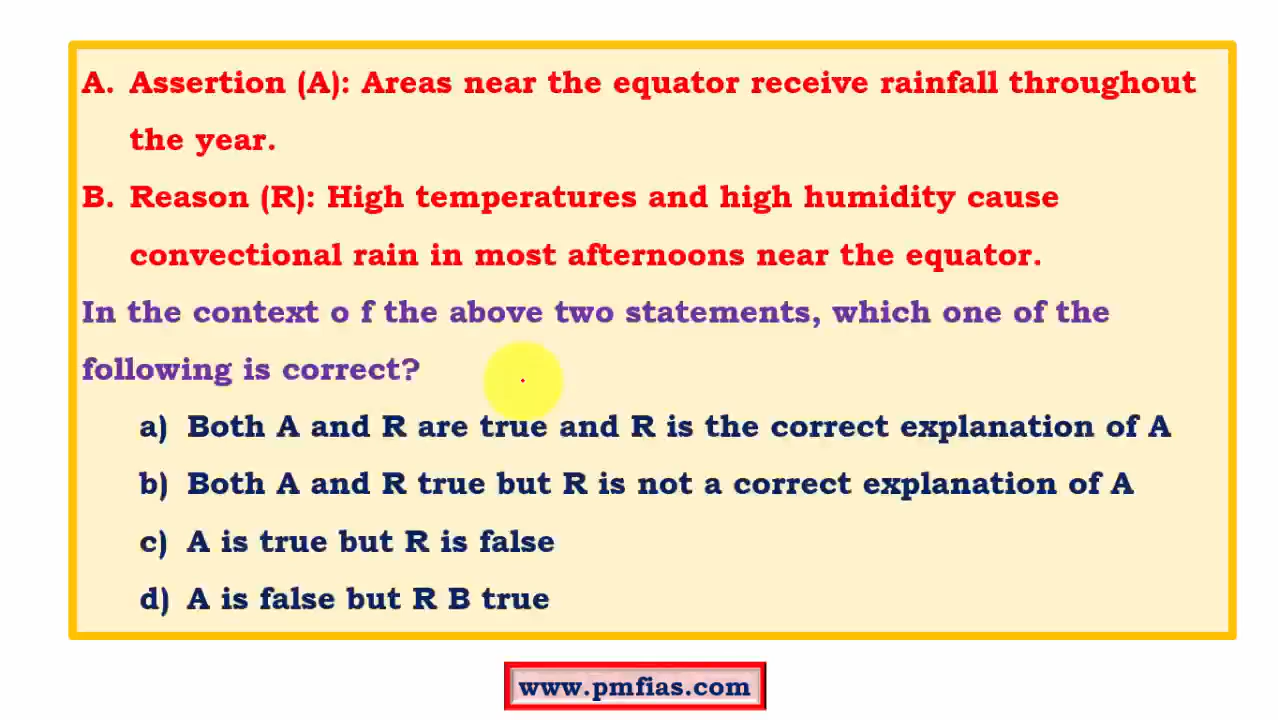 A. Assertion (A): Areas near the equator receive rainfall throughout
the year.
B. Reason (R): High temperatures and high humidity cause
convectional rain in most afternoons near the equator.
In the context o f the above two statements, which one of the
following is correct?
a) Both A and R are true and R is the correct explanation of A
b) Both A and R true but R is not a correct explanation of A
c) A is true but R is false
d) A is false but R B true
www.pmfias.com